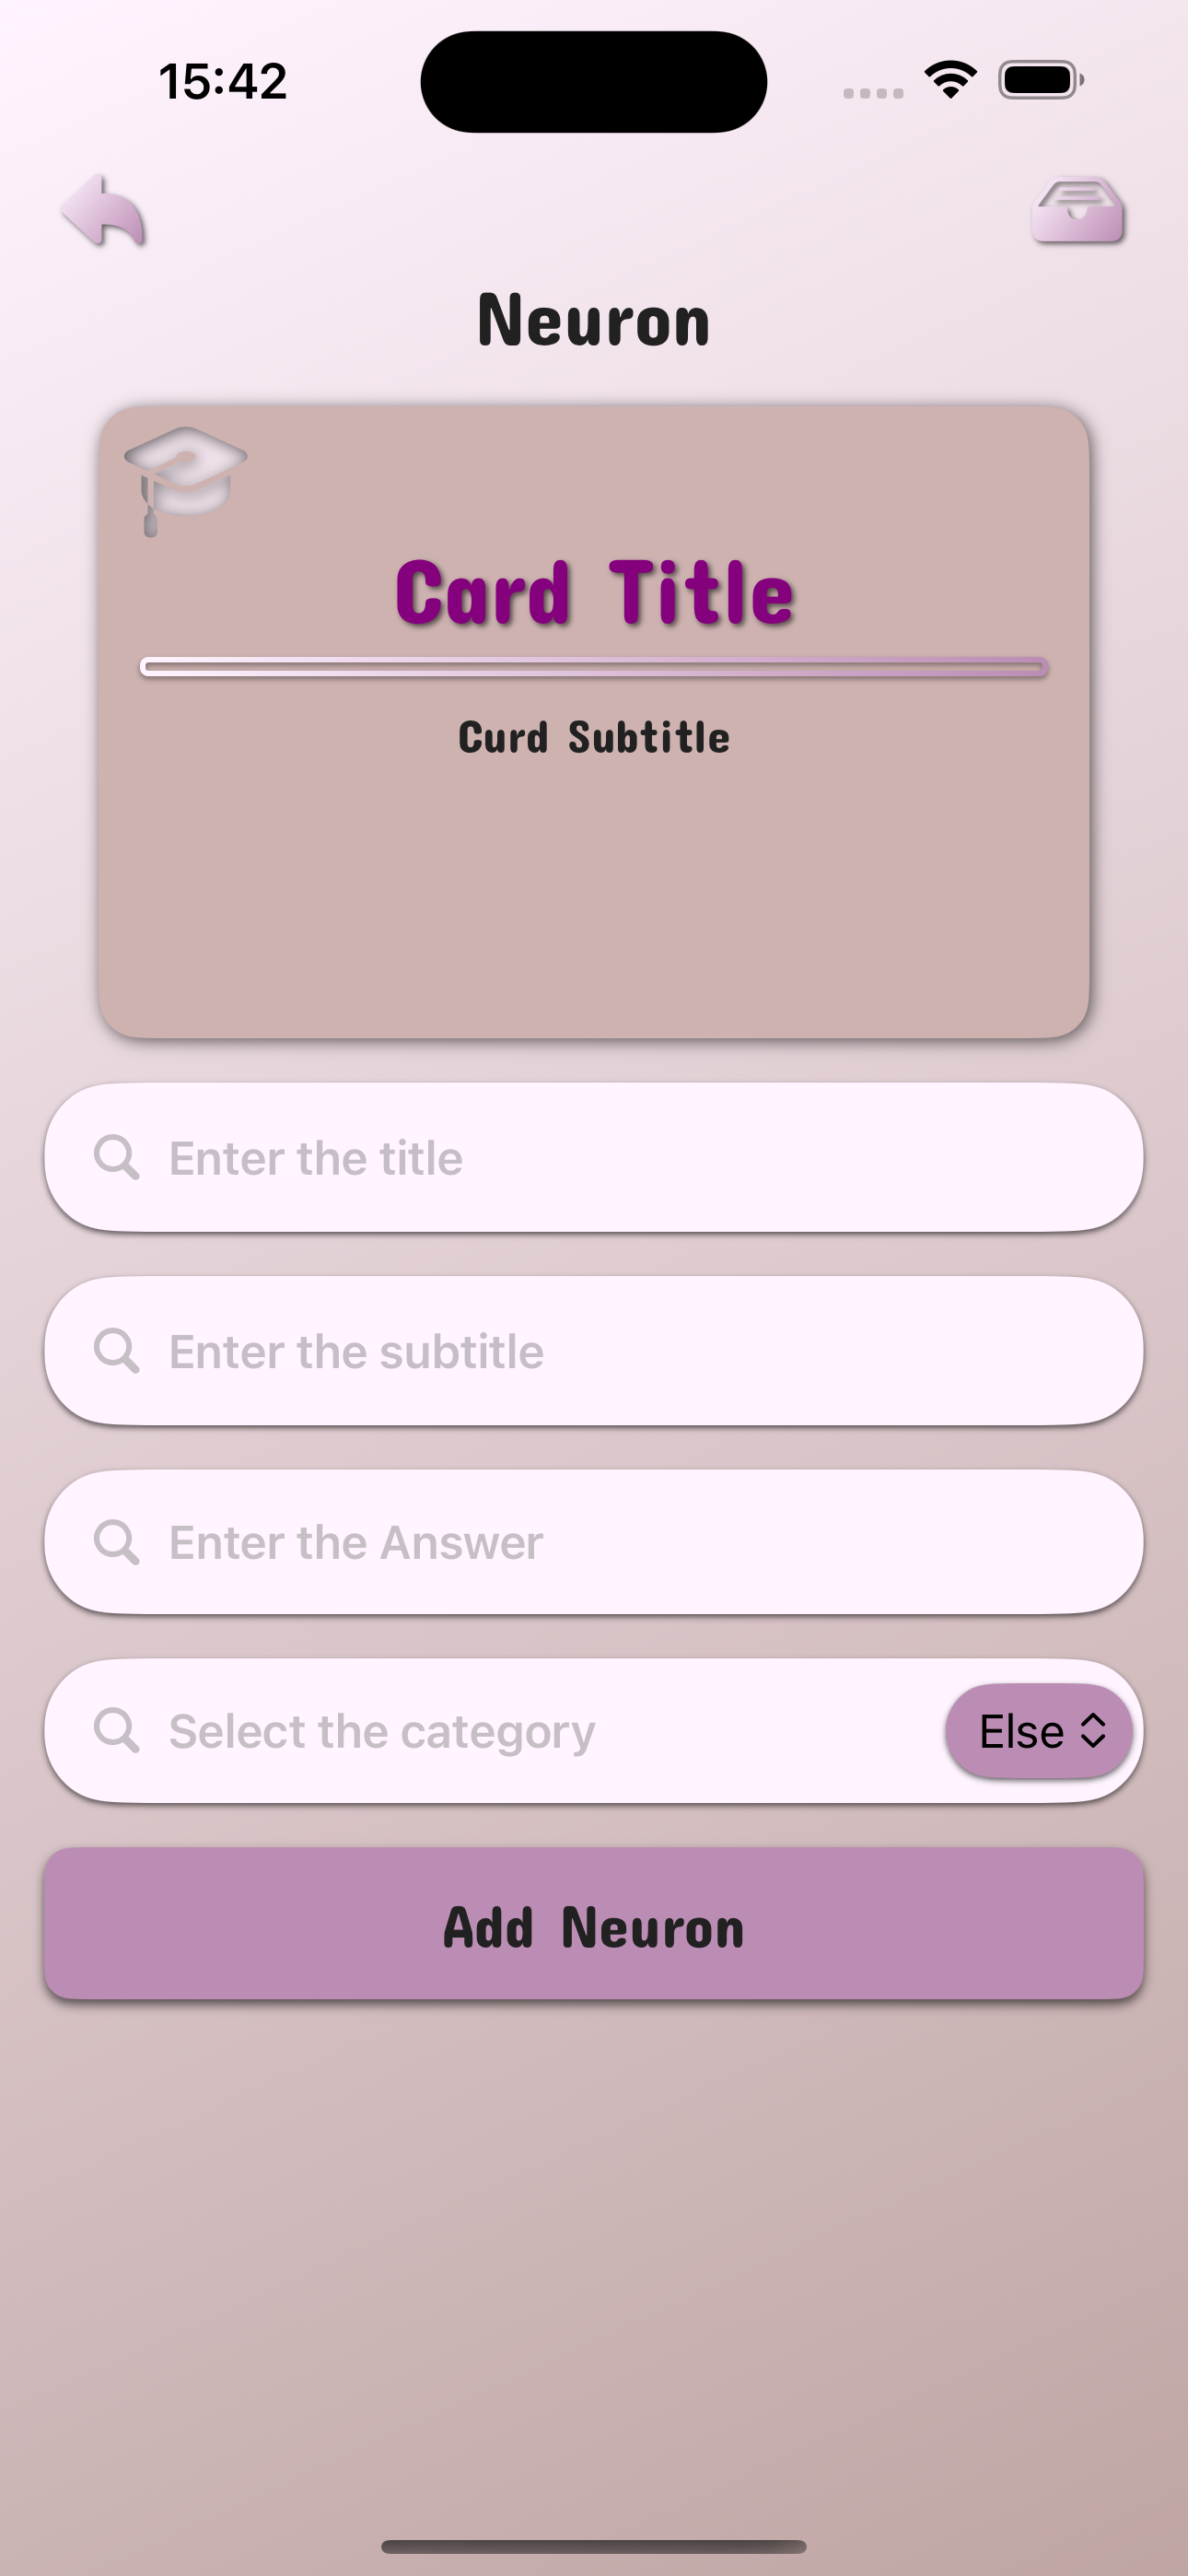 15:42
Neuron
Card Title
Curd Subtitle
Enter the title
Enter the subtitle
Enter the Answer
Select the category
Else
Add Neuron